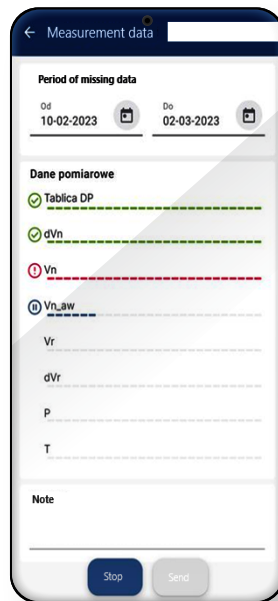 Measurement data
Period of missing data
Od Do
10-02-2023 02-03-2023
Dane pomiarowe
Tablica DP
dVn
Vn
Vn_aw
Vr
dVr
P
T
Note
Stop Send